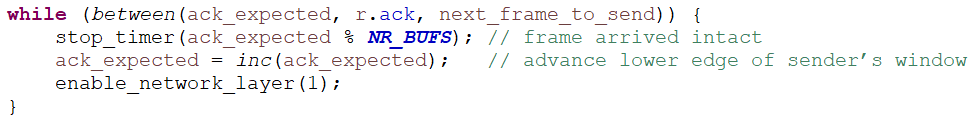 while (between(ack_expected, r.ack, next_frame_to_send)) {
    stop_timer(ack_expected % NR_BUFS); // frame arrived intact
    ack_expected = inc(ack_expected);   // advance lower edge of sender’s window
    enable_network_layer(1);
}